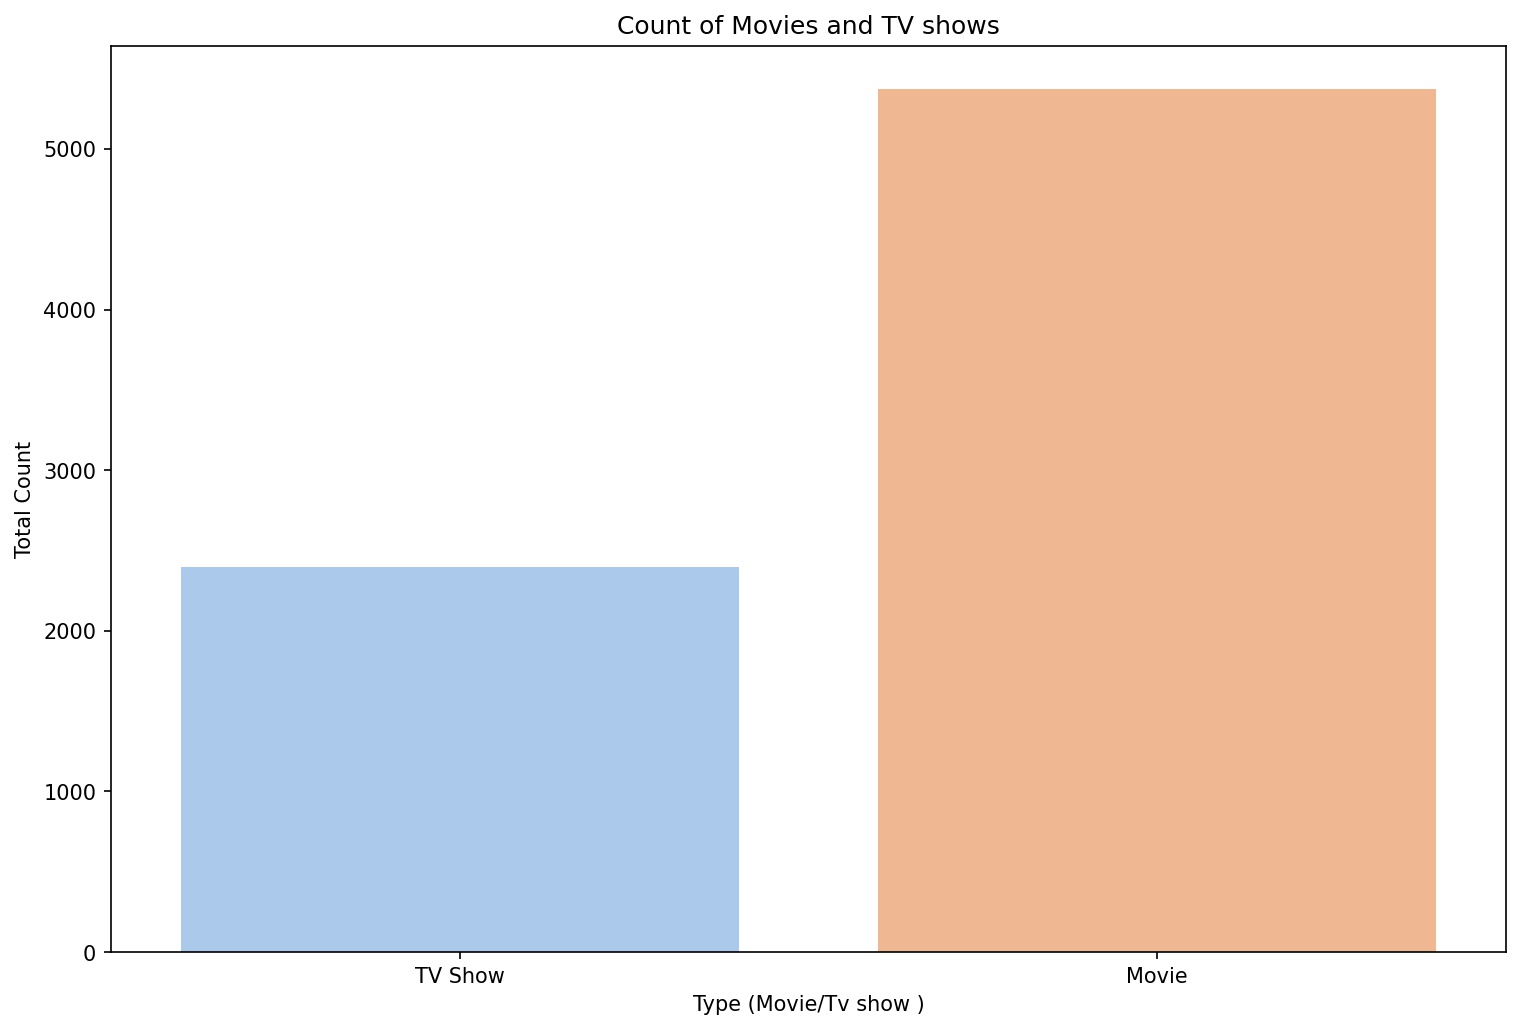 Count of Movies and TV shows
5000
4000
3000
2000
1000
0
Total Count
TV Show
Movie
Type (Movie/Tv show )